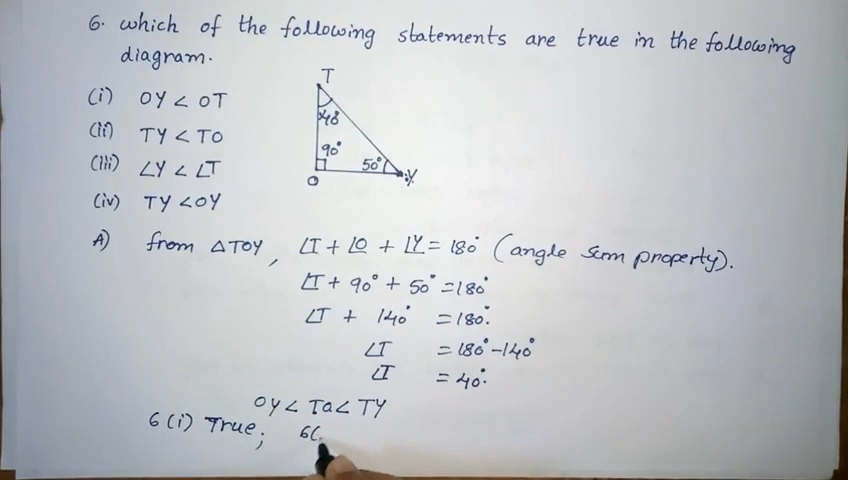 6. which of the following statements are true in the following
diagram.
T
(i) OY < OT
40°
(ii) TY < TO
90°
(iii) ∠Y < ∠T
50°
O
Y
(iv) TY < OY
A) from △TOY, ∠T + ∠O + ∠Y = 180° (angle sum property).
∠T + 90° + 50° = 180°
∠T + 140° = 180°.
∠T = 180° - 140°
∠T = 40°.
OY < TO < TY
6 (i) True; 6(